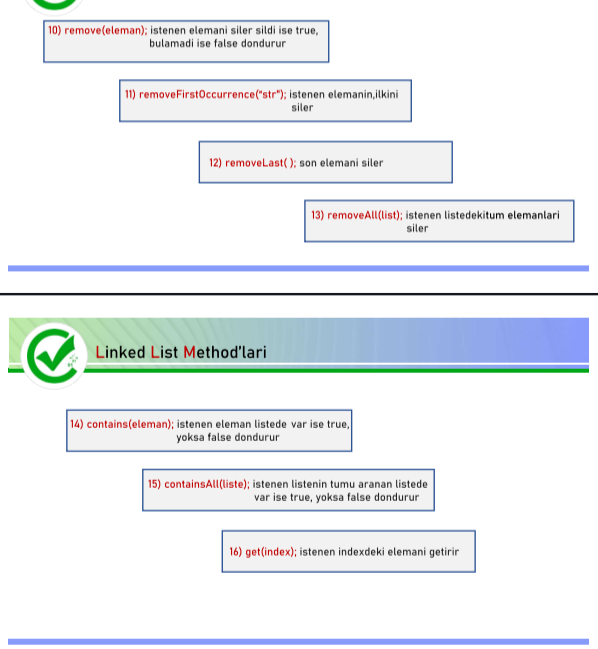 10) remove(eleman); istenen elemani siler sildi ise true,
bulamadi ise false dondurur
11) removeFirstOccurrence("str"); istenen elemanin,ilkini
siler
12) removeLast( ); son elemani siler
13) removeAll(list); istenen listedekitum elemanlari
siler
Linked List Method'lari
14) contains(eleman); istenen eleman listede var ise true,
yoksa false dondurur
15) containsAll(liste); istenen listenin tumu aranan listede
var ise true, yoksa false dondurur
16) get(index); istenen indexdeki elemani getirir